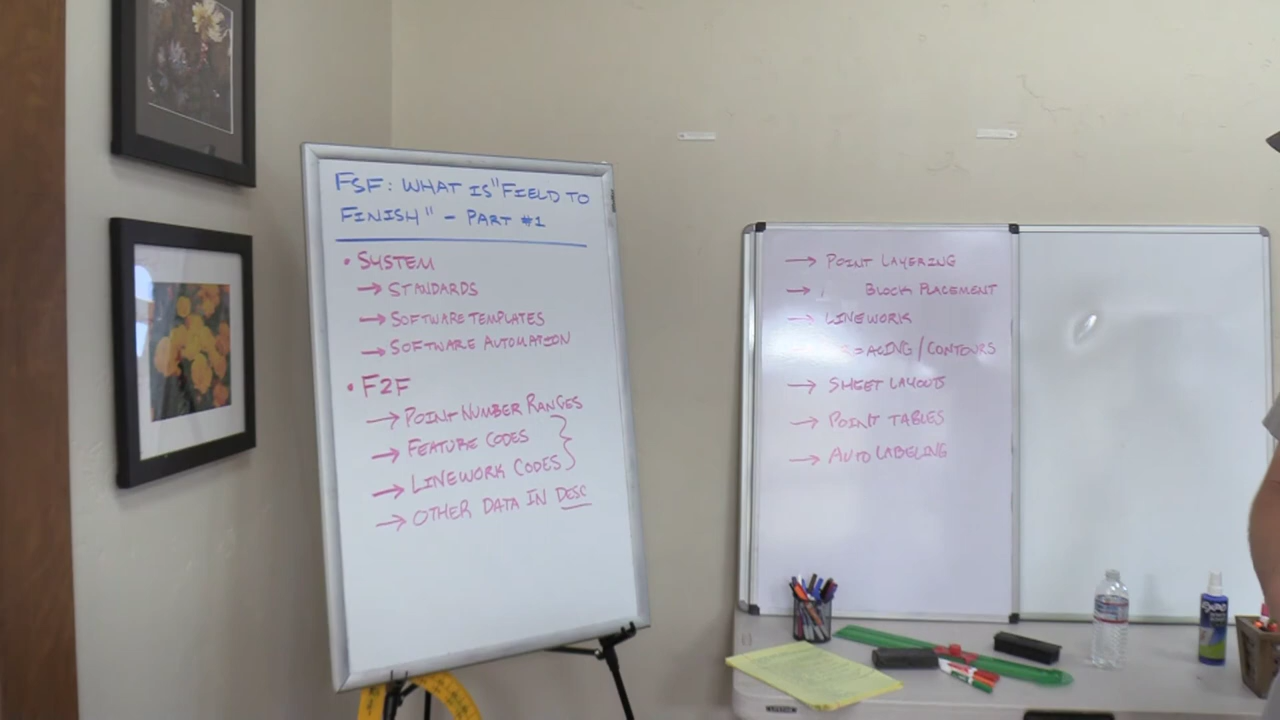 FSF: WHAT IS "FIELD TO
FINISH" - PART #1
• SYSTEM
→ STANDARDS
→ SOFTWARE TEMPLATES
→ SOFTWARE AUTOMATION
• F2F
→ POINT NUMBER RANGES
→ FEATURE CODES
→ LINEWORK CODES
→ OTHER DATA IN DESC
→ POINT LAYERING
→ BLOCK PLACEMENT
→ LINEWORK
/CONTOURS
→ SHEET LAYOUTS
→ POINT TABLES
→ AUTO LABELING
EXPO
LIFETIME